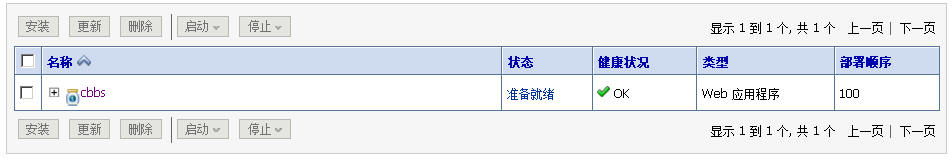 安装 更新 删除 启动 停止 显示 1 到 1 个, 共 1 个 上一页 | 下一页
名称 状态 健康状况 类型 部署顺序
cbbs 准备就绪 OK Web 应用程序 100
安装 更新 删除 启动 停止 显示 1 到 1 个, 共 1 个 上一页 | 下一页